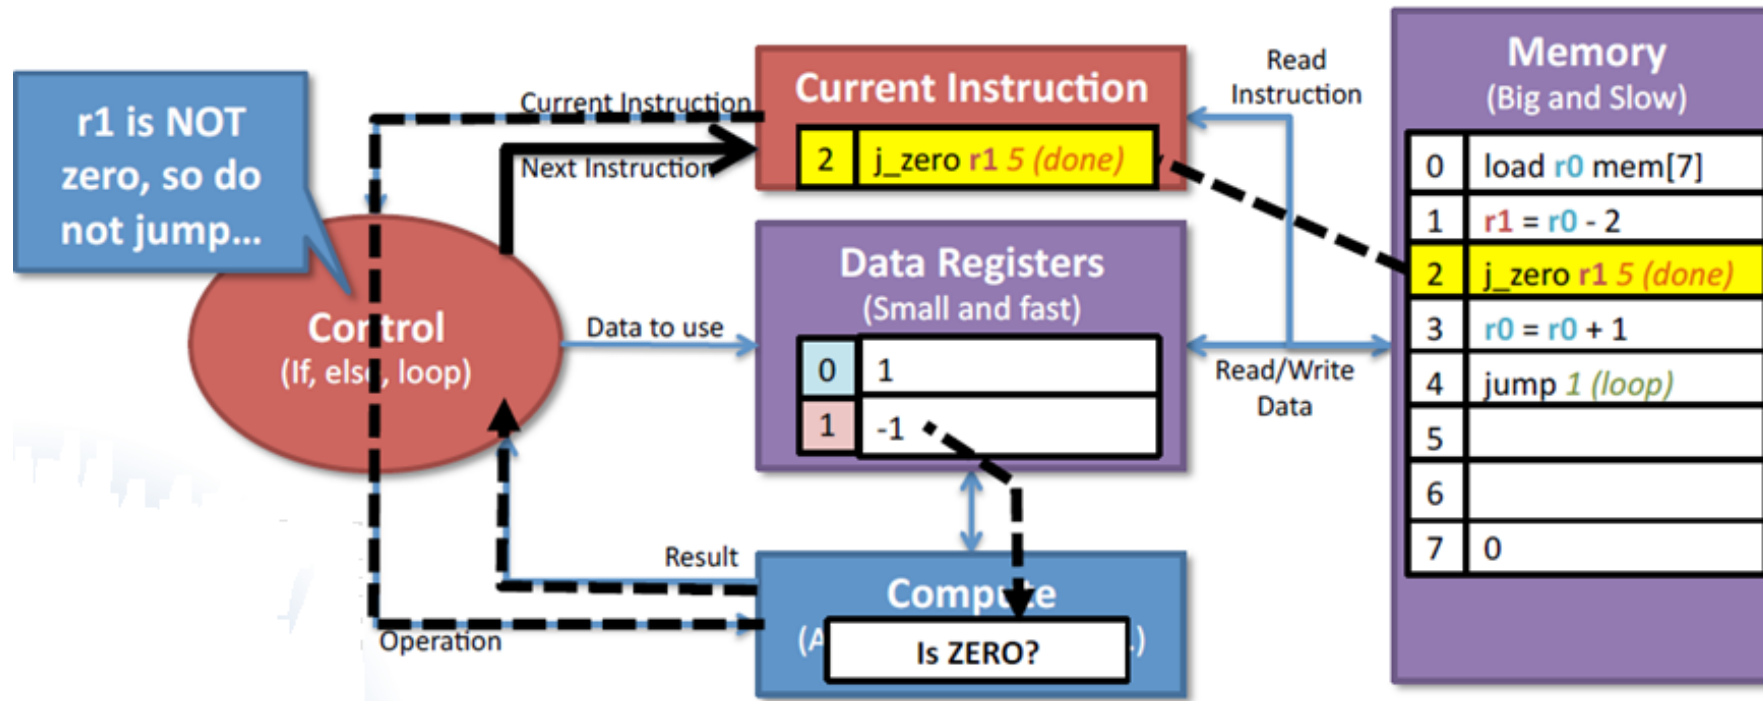 r1 is NOT
zero, so do
not jump...
Control
(If, else, loop)
Current Instruction
Next Instruction
Data to use
Result
Operation
Current Instruction
2 j_zero r1 5 (done)
Data Registers
(Small and fast)
0 1
1 -1
Compute
Is ZERO?
Read
Instruction
Read/Write
Data
Memory
(Big and Slow)
0 load r0 mem[7]
1 r1 = r0 - 2
2 j_zero r1 5 (done)
3 r0 = r0 + 1
4 jump 1 (loop)
5
6
7 0